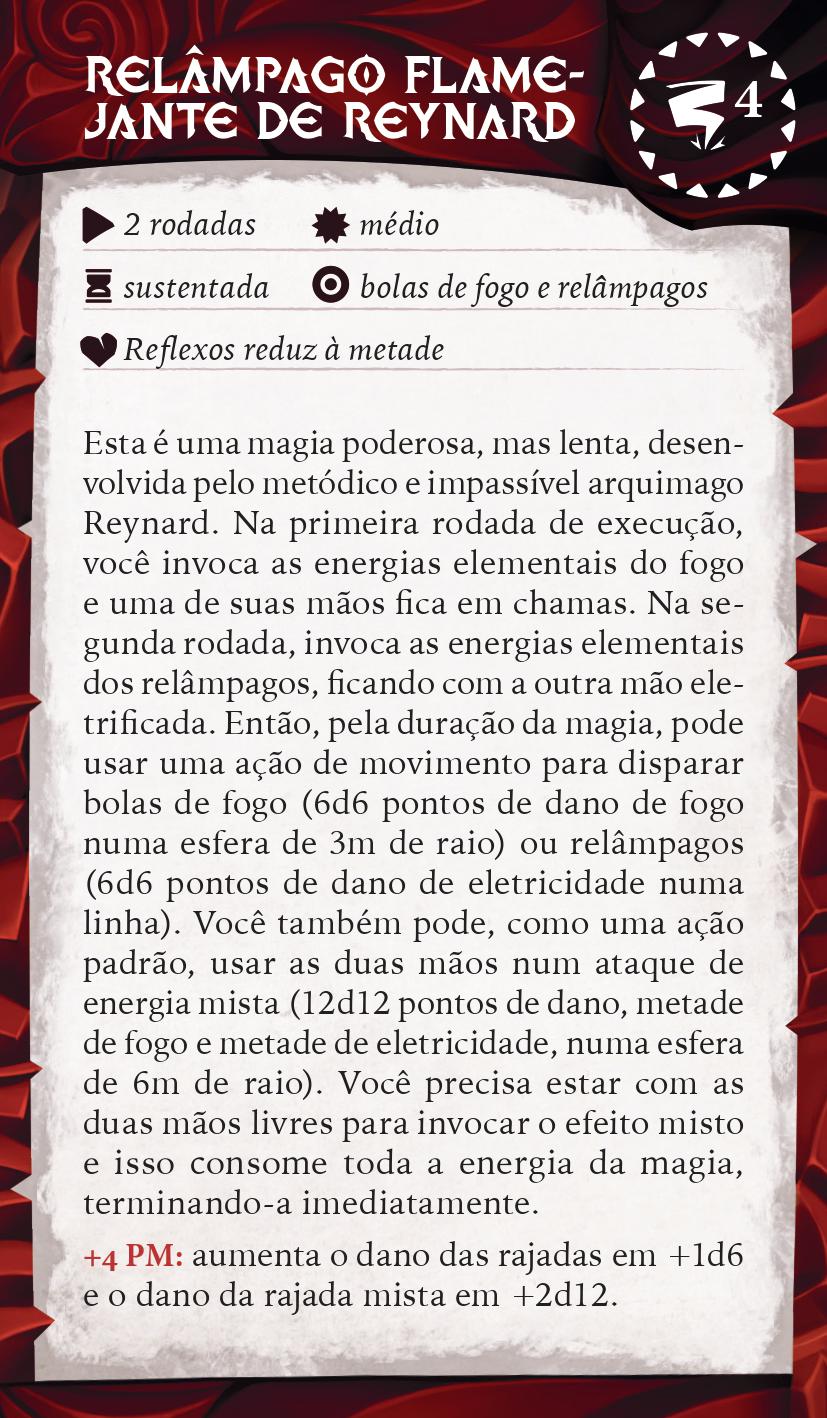 RELÂMPAGO FLAME-
JANTE DE REYNARD
4
2 rodadas médio
sustentada bolas de fogo e relâmpagos
Reflexos reduz à metade
Esta é uma magia poderosa, mas lenta, desen-
volvida pelo metódico e impassível arquimago
Reynard. Na primeira rodada de execução,
você invoca as energias elementais do fogo
e uma de suas mãos fica em chamas. Na se-
gunda rodada, invoca as energias elementais
dos relâmpagos, ficando com a outra mão ele-
trificada. Então, pela duração da magia, pode
usar uma ação de movimento para disparar
bolas de fogo (6d6 pontos de dano de fogo
numa esfera de 3m de raio) ou relâmpagos
(6d6 pontos de dano de eletricidade numa
linha). Você também pode, como uma ação
padrão, usar as duas mãos num ataque de
energia mista (12d12 pontos de dano, metade
de fogo e metade de eletricidade, numa esfera
de 6m de raio). Você precisa estar com as
duas mãos livres para invocar o efeito misto
e isso consome toda a energia da magia,
terminando-a imediatamente.
+4 PM: aumenta o dano das rajadas em +1d6
e o dano da rajada mista em +2d12.